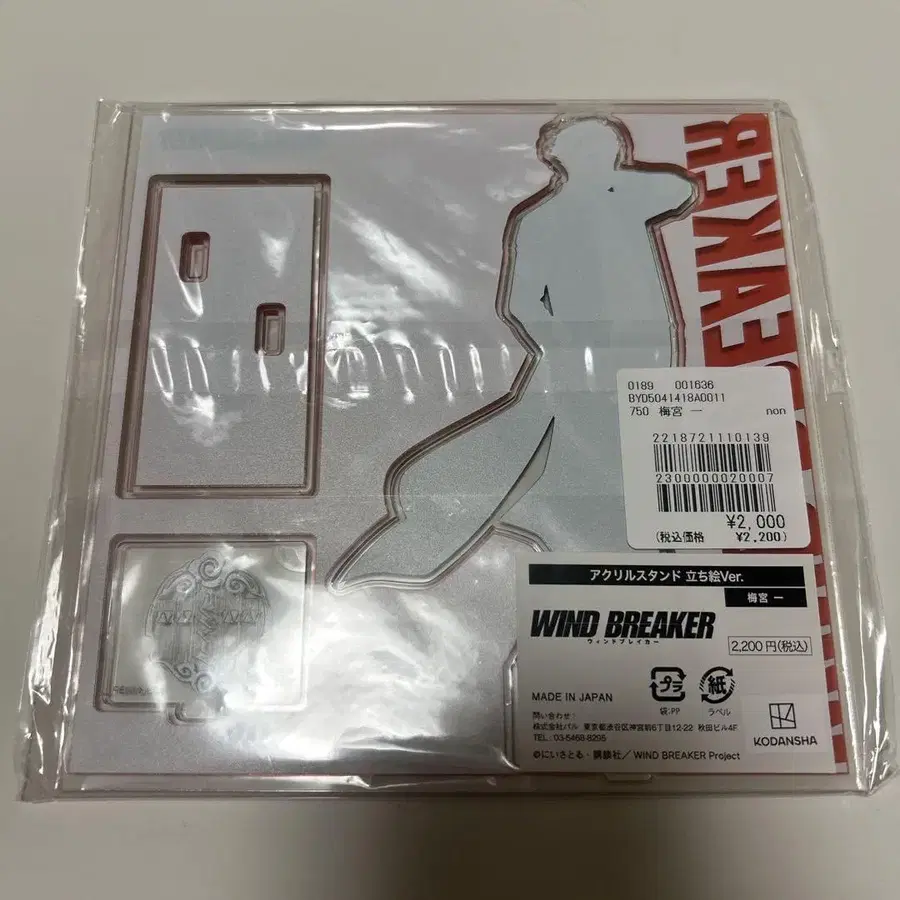 0189 001636
BYD5041418A0011
750 梅宮 一 non
2218721110139
2300000020007
¥2,000
(税込価格 ¥2,200)
アクリルスタンド 立ち絵Ver.
梅宮 一
WIND BREAKER
ウィンドブレイカー
2,200円(税込)
プラ
紙
袋:PP
ラベル
MADE IN JAPAN
問い合わせ:
株式会社パル 東京都渋谷区神宮前6丁目12-22 秋田ビル4F
TEL:03-5468-8295
KODANSHA
©にいさとる・講談社/ WIND BREAKER Project